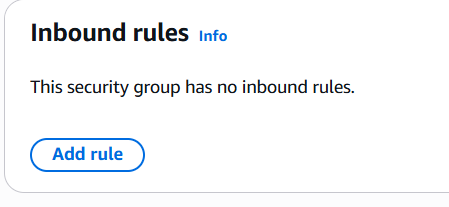 Inbound rules Info
This security group has no inbound rules.
Add rule